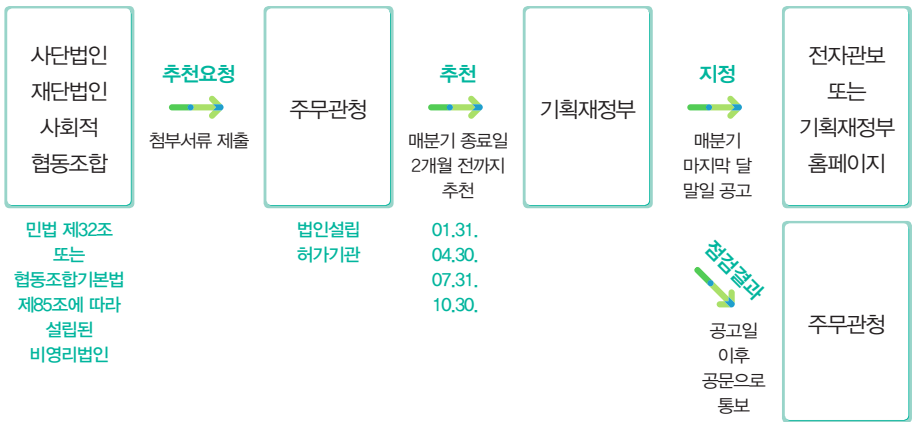 사단법인
재단법인
사회적
협동조합
민법 제32조
또는
협동조합기본법
제85조에 따라
설립된
비영리법인
추천요청
첨부서류 제출
주무관청
법인설립
허가기관
추천
매분기 종료일
2개월 전까지
추천
01.31.
04.30.
07.31.
10.30.
기획재정부
지정
매분기
마지막 달
말일 공고
전자관보
또는
기획재정부
홈페이지
점검결과
공고일
이후
공문으로
통보
주무관청